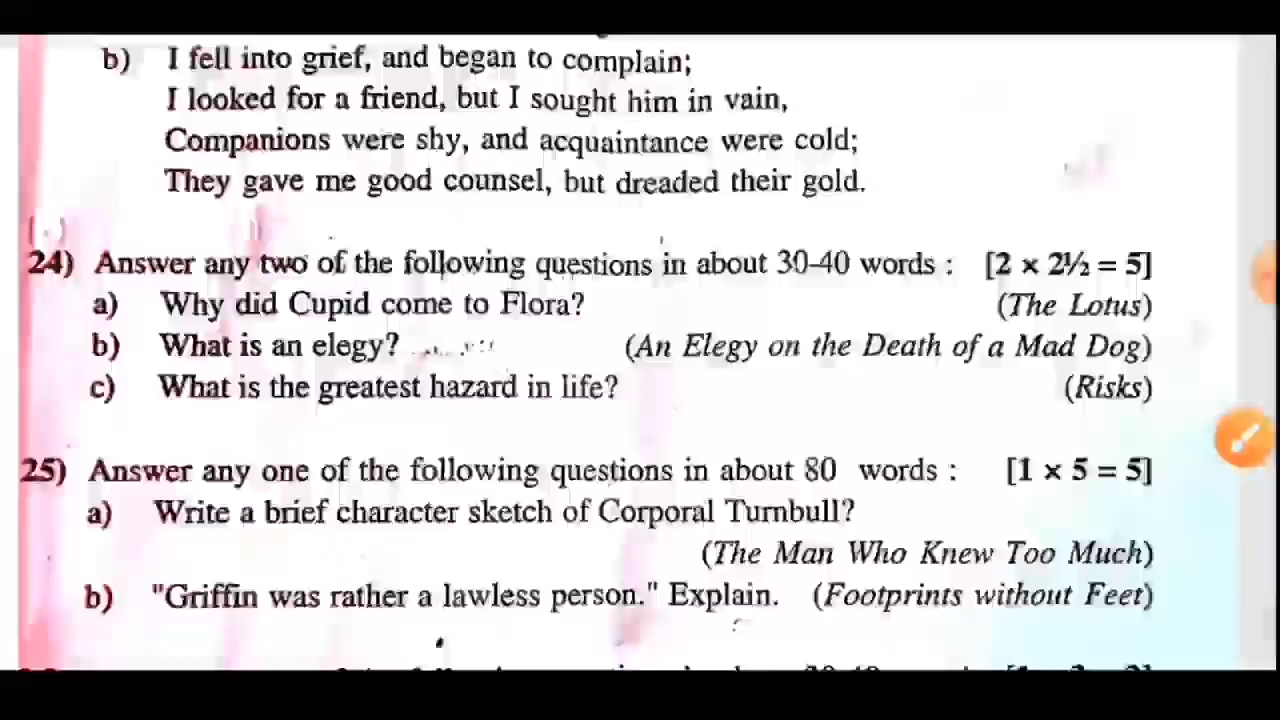 b) I fell into grief, and began to complain;
I looked for a friend, but I sought him in vain,
Companions were shy, and acquaintance were cold;
They gave me good counsel, but dreaded their gold.
24) Answer any two of the following questions in about 30-40 words : [2 × 2½ = 5]
a) Why did Cupid come to Flora? (The Lotus)
b) What is an elegy? (An Elegy on the Death of a Mad Dog)
c) What is the greatest hazard in life? (Risks)
25) Answer any one of the following questions in about 80 words : [1 × 5 = 5]
a) Write a brief character sketch of Corporal Turnbull?
(The Man Who Knew Too Much)
b) "Griffin was rather a lawless person." Explain. (Footprints without Feet)